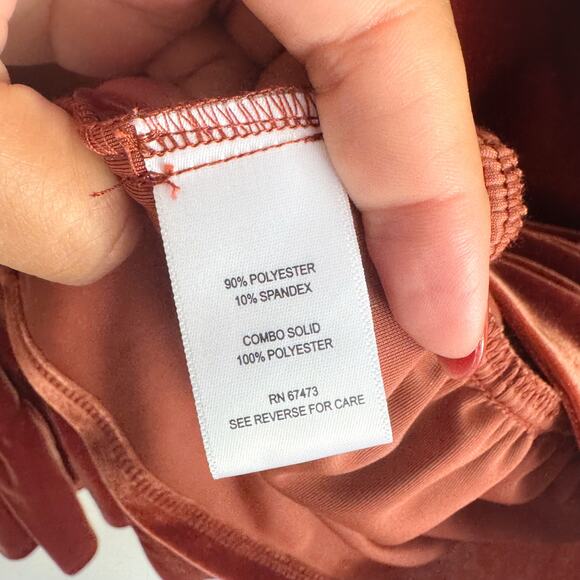 90% POLYESTER
10% SPANDEX
COMBO SOLID
100% POLYESTER
RN 67473
SEE REVERSE FOR CARE